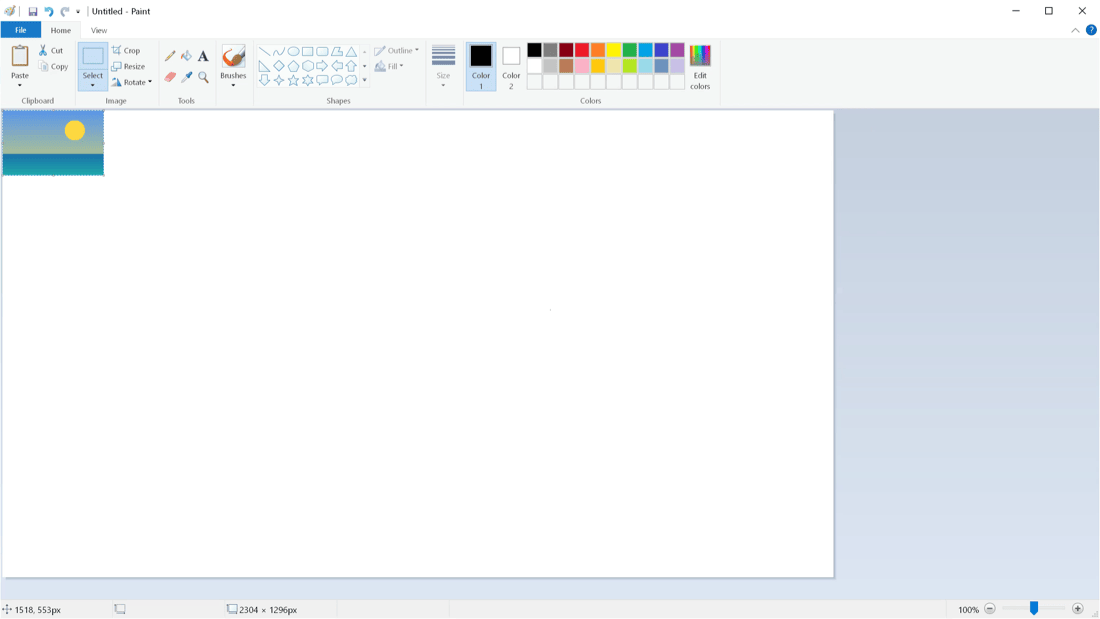 Untitled - Paint
File Home View
Paste
Cut
Copy
Clipboard
Select
Crop
Resize
Rotate
Image
A
Tools
Brushes
Shapes
Outline
Fill
Size
Color 1
Color 2
Edit colors
Colors
?
1518, 553px
2304 × 1296px
100%